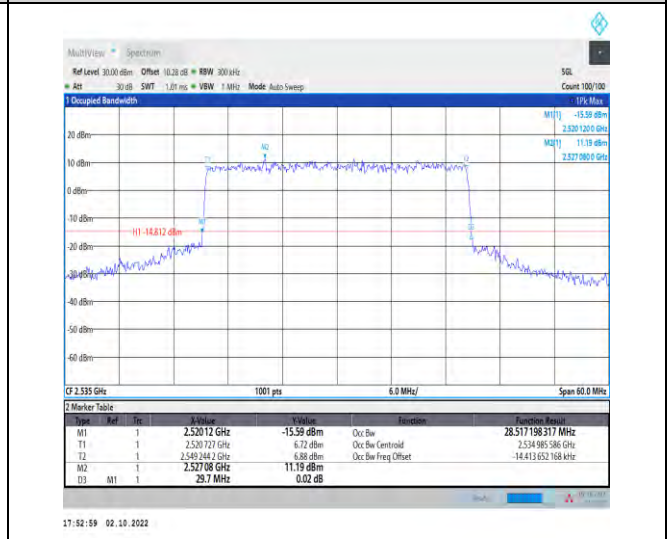 MultiView Spectrum
Ref Level 30.00 dBm Offset 10.28 dB RBW 300 kHz SGL
Att 30 dB SWT 1.01 ms VBW 1 MHz Mode Auto Sweep Count 100/100
1 Occupied Bandwidth 1Pk Max
M1[1] -15.59 dBm
2.520 120 0 GHz
20 dBm M2[1] 11.19 dBm
2.527 080 0 GHz
M2
10 dBm T1
0 dBm
-10 dBm
M1
H1 -14.812 dBm
-20 dBm
-30 dBm
-40 dBm
-50 dBm
-60 dBm
CF 2.535 GHz 1001 pts 6.0 MHz/ Span 60.0 MHz
2 Marker Table
Type Ref Trc X-Value Y-Value Function Function Result
M1 1 2.520 12 GHz -15.59 dBm Occ Bw 28.517 198 317 MHz
T1 1 2.520 727 GHz 6.72 dBm Occ Bw Centroid 2.534 985 586 GHz
T2 1 2.549 244 2 GHz 6.88 dBm Occ Bw Freq Offset -14.413 652 168 kHz
M2 1 2.527 08 GHz 11.19 dBm
D3 M1 1 29.7 MHz 0.02 dB
17:52:59 02.10.2022